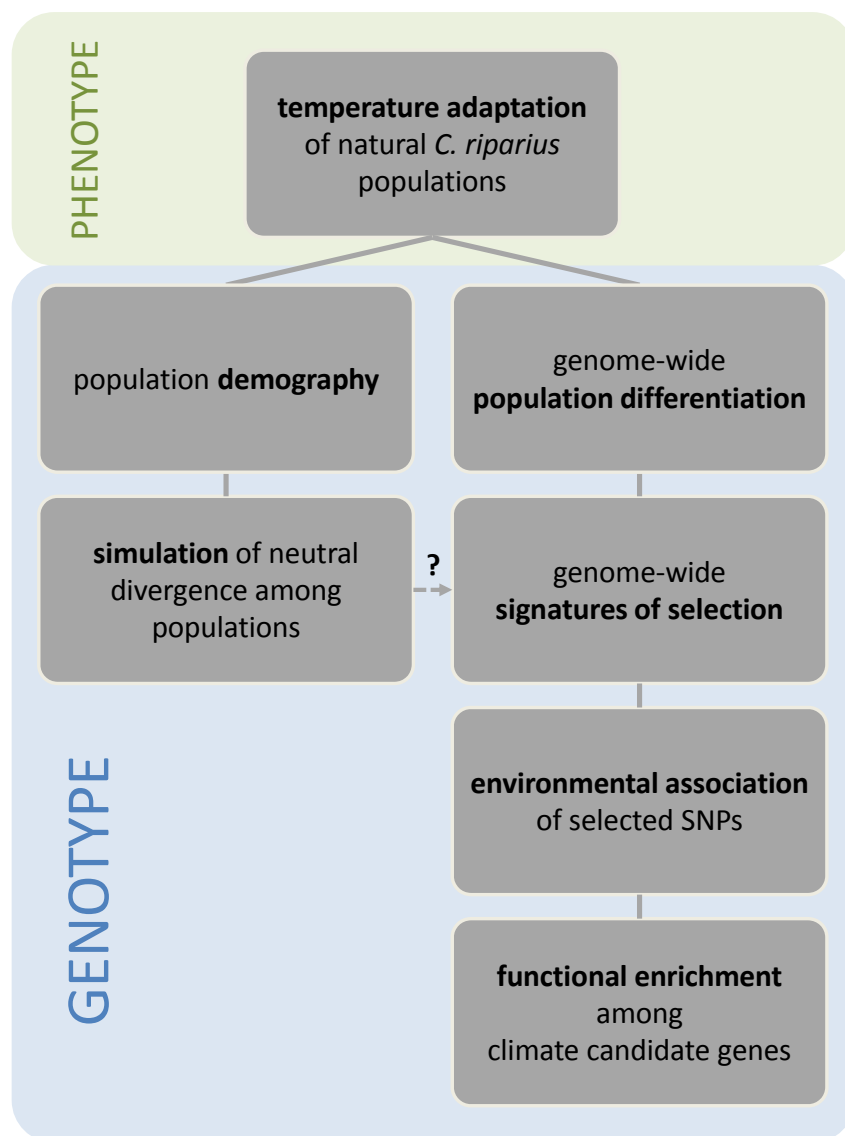 PHENOTYPE
temperature adaptation
of natural C. riparius
populations
GENOTYPE
population demography
simulation of neutral
divergence among
populations
?
genome-wide
population differentiation
genome-wide
signatures of selection
environmental association
of selected SNPs
functional enrichment
among
climate candidate genes